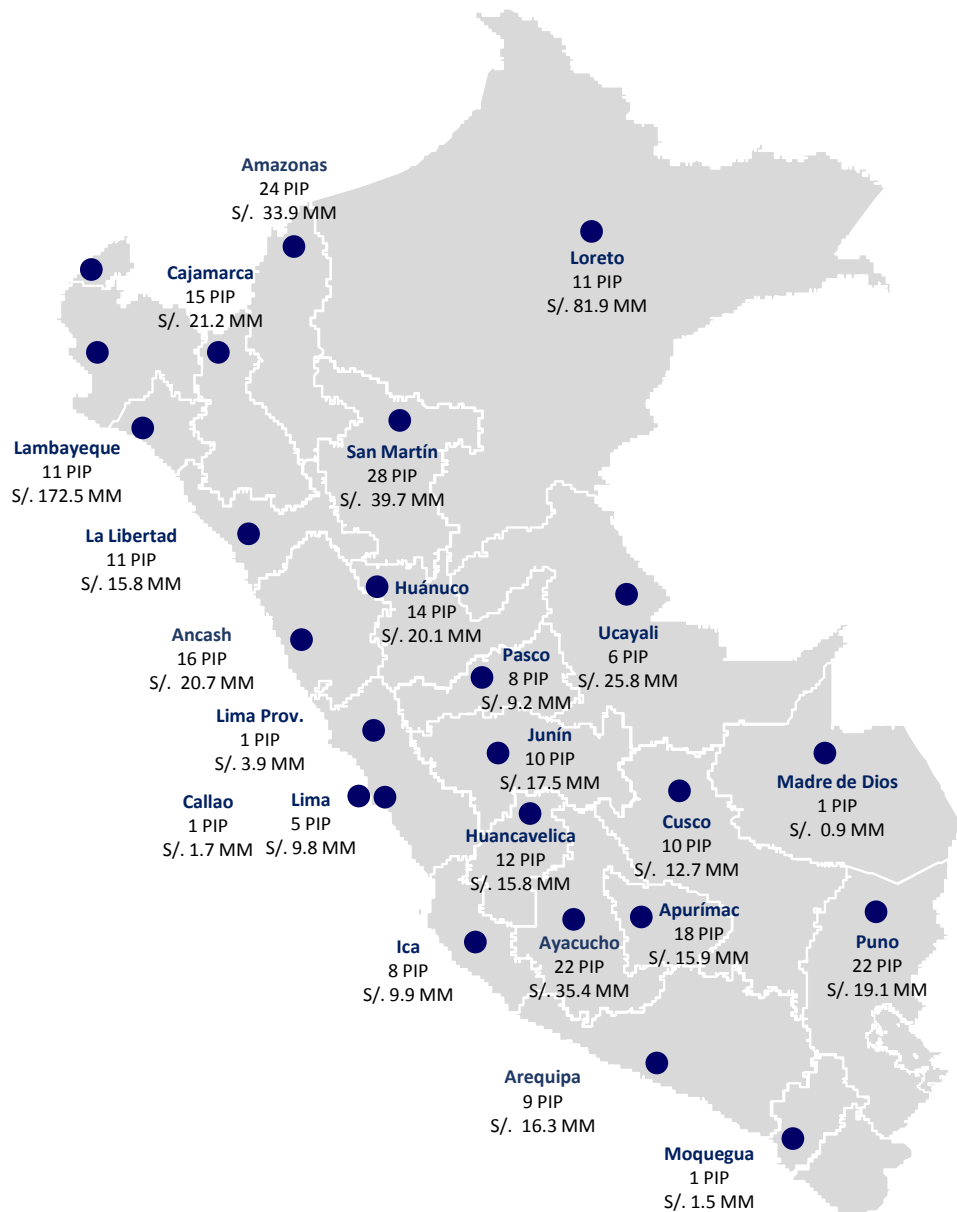 Amazonas
24 PIP
S/. 33.9 MM
Loreto
11 PIP
S/. 81.9 MM
Cajamarca
15 PIP
S/. 21.2 MM
Lambayeque
11 PIP
S/. 172.5 MM
San Martín
28 PIP
S/. 39.7 MM
La Libertad
11 PIP
S/. 15.8 MM
Huánuco
14 PIP
S/. 20.1 MM
Ancash
16 PIP
S/. 20.7 MM
Ucayali
6 PIP
S/. 25.8 MM
Pasco
8 PIP
S/. 9.2 MM
Lima Prov.
1 PIP
S/. 3.9 MM
Junín
10 PIP
S/. 17.5 MM
Madre de Dios
1 PIP
S/. 0.9 MM
Callao
1 PIP
S/. 1.7 MM
Lima
5 PIP
S/. 9.8 MM
Huancavelica
12 PIP
S/. 15.8 MM
Cusco
10 PIP
S/. 12.7 MM
Apurímac
18 PIP
S/. 15.9 MM
Ica
8 PIP
S/. 9.9 MM
Ayacucho
22 PIP
S/. 35.4 MM
Puno
22 PIP
S/. 19.1 MM
Arequipa
9 PIP
S/. 16.3 MM
Moquegua
1 PIP
S/. 1.5 MM